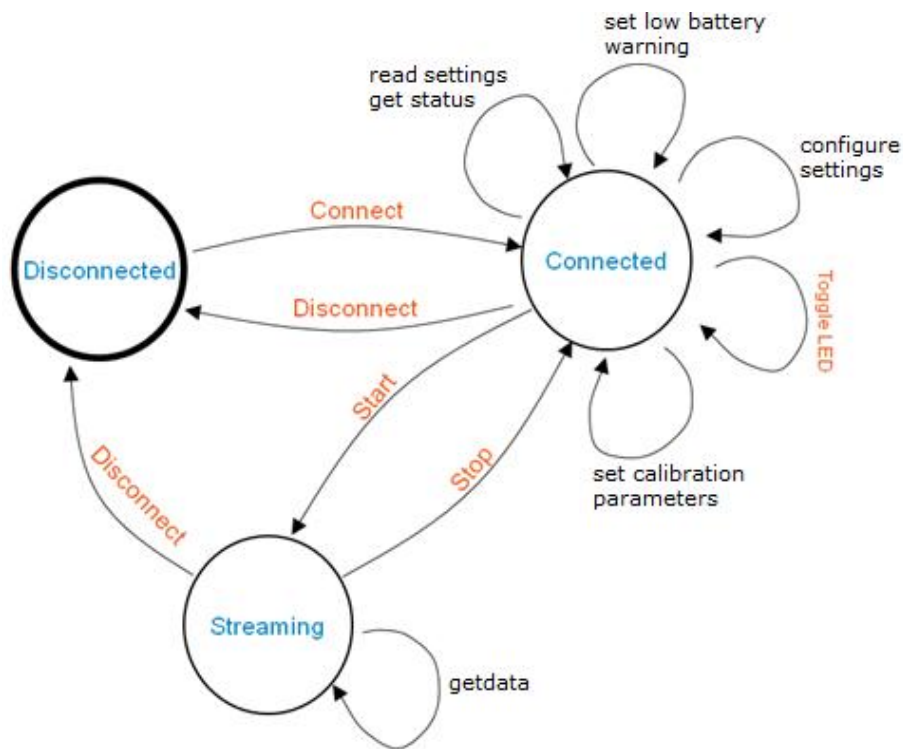 set low battery
warning
read settings
get status
configure
settings
Connect
Disconnected
Connected
Toggle LED
Disconnect
Start
Stop
Disconnect
set calibration
parameters
Streaming
getdata